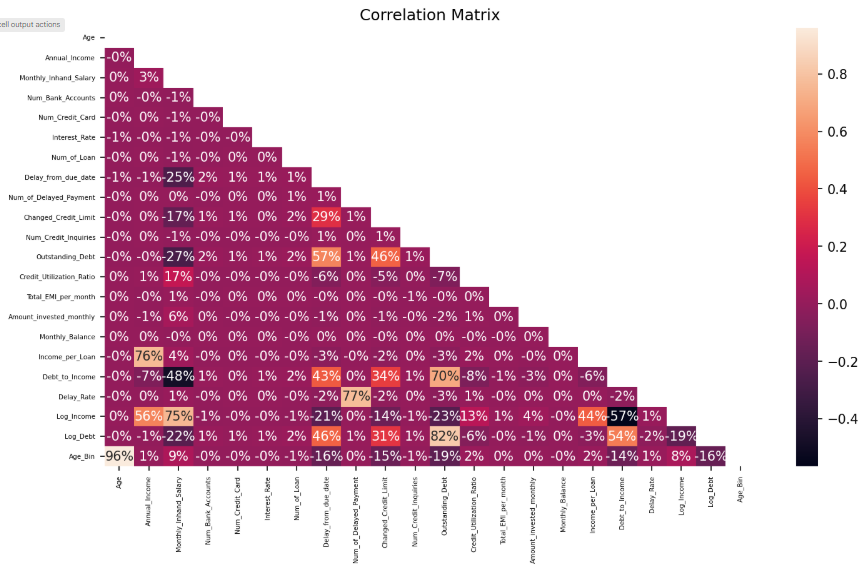 Correlation Matrix
cell output actions
Age
Annual_Income -0%
Monthly_Inhand_Salary 0% 3%
Num_Bank_Accounts 0% -0% -1%
Num_Credit_Card 0% -0% -1% -0%
Interest_Rate -1% -0% -1% -0% -0%
Num_of_Loan -0% 0% -1% -0% 0% 0%
Delay_from_due_date -1% -1% -25% 2% 1% 1% 1%
Num_of_Delayed_Payment -0% 0% 0% -0% 0% 0% 1% 1%
Changed_Credit_Limit -0% 0% -17% 1% 1% 0% 2% 29% 1%
Num_Credit_Inquiries -0% 0% -1% -0% -0% -0% -0% 1% 0% 1%
Outstanding_Debt 0% -0% -27% 2% 1% 1% 2% 57% 1% 46% 1%
Credit_Utilization_Ratio 0% 1% 17% -0% -0% -0% -0% -6% 0% -5% 0% -7%
Total_EMI_per_month 0% -0% 1% -0% -0% 0% -0% -0% 0% -0% -1% -0% 0%
Amount_invested_monthly 0% -1% 6% -0% -0% -0% 0% -1% 0% -1% -0% -2% 1% 0%
Monthly_Balance 0% 0% -0% 0% 0% 0% 0% 0% -0% 0% 0% 0% -0% 0% 0%
Income_per_Loan -0% 76% 4% -0% -0% -0% -0% -3% -0% -2% 0% -3% 2% 0% -0% 0%
Debt_to_Income 0% -7% -48% 1% 0% 1% 2% 43% 0% 34% 0% 70% -8% -1% -3% 0% -6%
Delay_Rate -0% 0% 1% -0% 0% -0% 0% -2% 77% -2% 0% -3% 1% 0% 0% -0% 0% -2%
Log_Income 0% 56% 75% -1% -0% -0% -1% -21% 0% -14% -1% -23% 13% 1% 4% -0% 44% -57% 1%
Log_Debt -0% -1% -22% 1% 1% 1% 2% 46% 1% 31% 1% 82% -6% -0% -1% 0% -3% 54% -2% -19%
Age_Bin 96% 1% 9% -0% -0% -0% -0% -16% 0% -15% -0% -19% 2% 0% 0% -0% 2% -14% 1% 8% -16%
Age
Annual_Income
Monthly_Inhand_Salary
Num_Bank_Accounts
Num_Credit_Card
Interest_Rate
Num_of_Loan
Delay_from_due_date
Num_of_Delayed_Payment
Changed_Credit_Limit
Num_Credit_Inquiries
Outstanding_Debt
Credit_Utilization_Ratio
Total_EMI_per_month
Amount_invested_monthly
Monthly_Balance
Income_per_Loan
Debt_to_Income
Delay_Rate
Log_Income
Log_Debt
Age_Bin
0.8
0.6
0.4
0.2
0.0
−0.2
−0.4